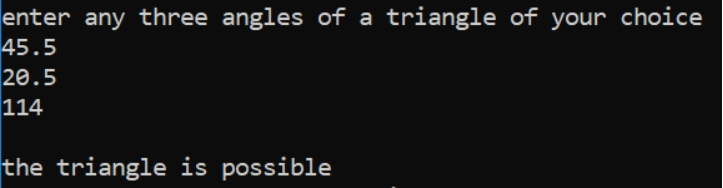 enter any three angles of a triangle of your choice
45.5
20.5
114
the triangle is possible